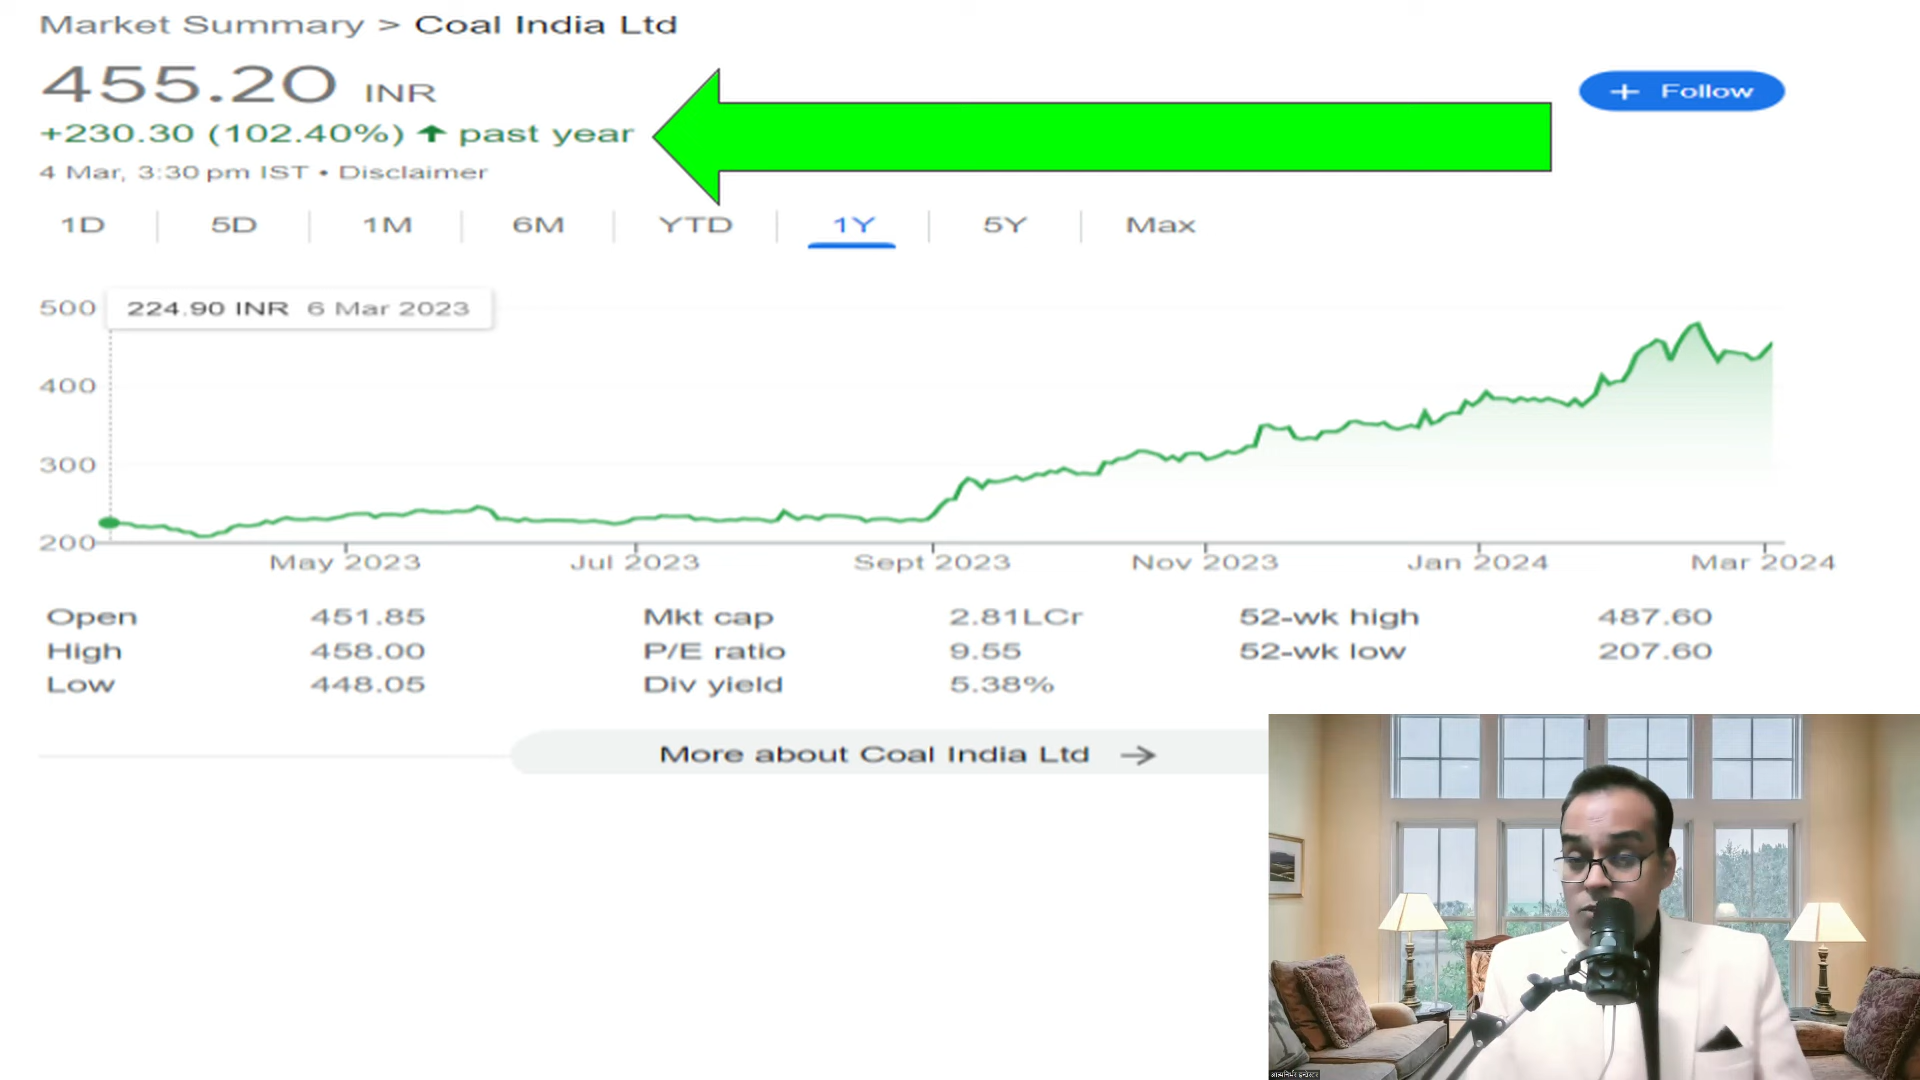 Market Summary > Coal India Ltd
455.20 INR
+ Follow
+230.30 (102.40%) ↑ past year
4 Mar, 3:30 pm IST • Disclaimer
1D 5D 1M 6M YTD 1Y 5Y Max
500
224.90 INR 6 Mar 2023
400
300
200
May 2023 Jul 2023 Sept 2023 Nov 2023 Jan 2024 Mar 2024
Open 451.85 Mkt cap 2.81LCr 52-wk high 487.60
High 458.00 P/E ratio 9.55 52-wk low 207.60
Low 448.05 Div yield 5.38%
More about Coal India Ltd →